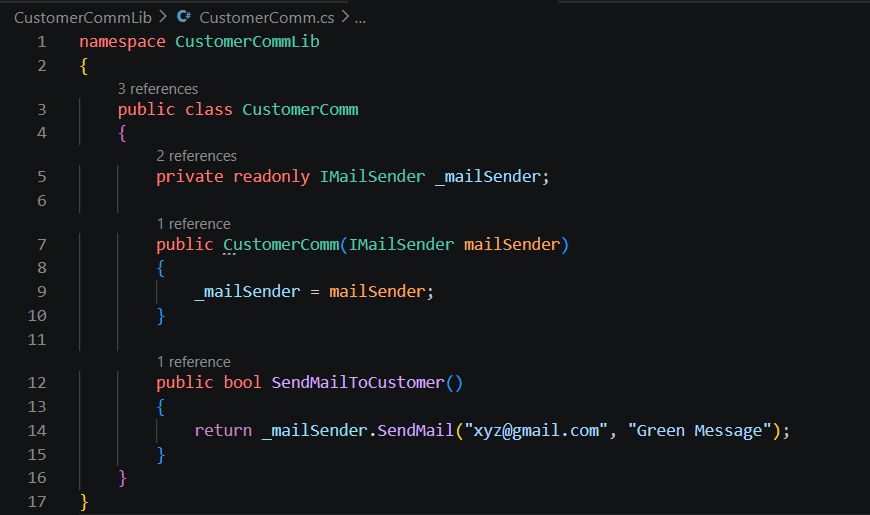 CustomerCommLib > C# CustomerComm.cs > ...
1 namespace CustomerCommLib
2 {
3 references
3 public class CustomerComm
4 {
2 references
5 private readonly IMailSender _mailSender;
6
1 reference
7 public CustomerComm(IMailSender mailSender)
8 {
9 _mailSender = mailSender;
10 }
11
1 reference
12 public bool SendMailToCustomer()
13 {
14 return _mailSender.SendMail("xyz@gmail.com", "Green Message");
15 }
16 }
17 }